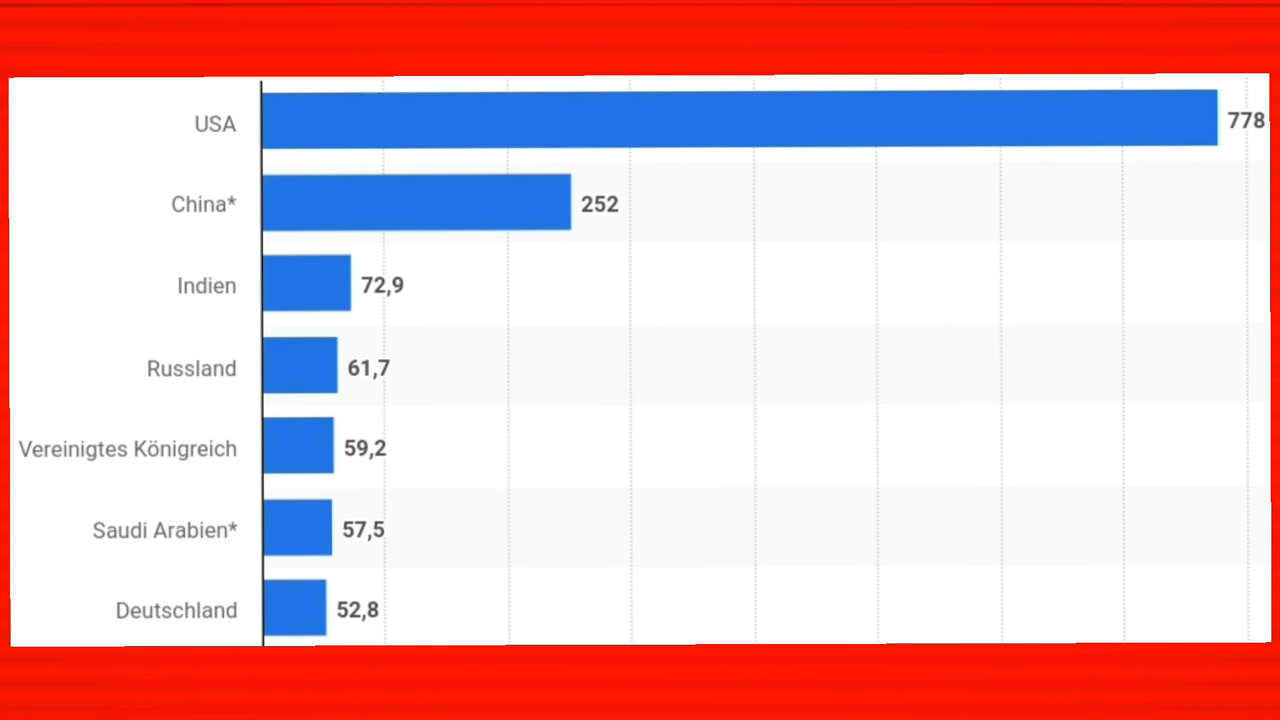 USA 778
China* 252
Indien 72,9
Russland 61,7
Vereinigtes Königreich 59,2
Saudi Arabien* 57,5
Deutschland 52,8